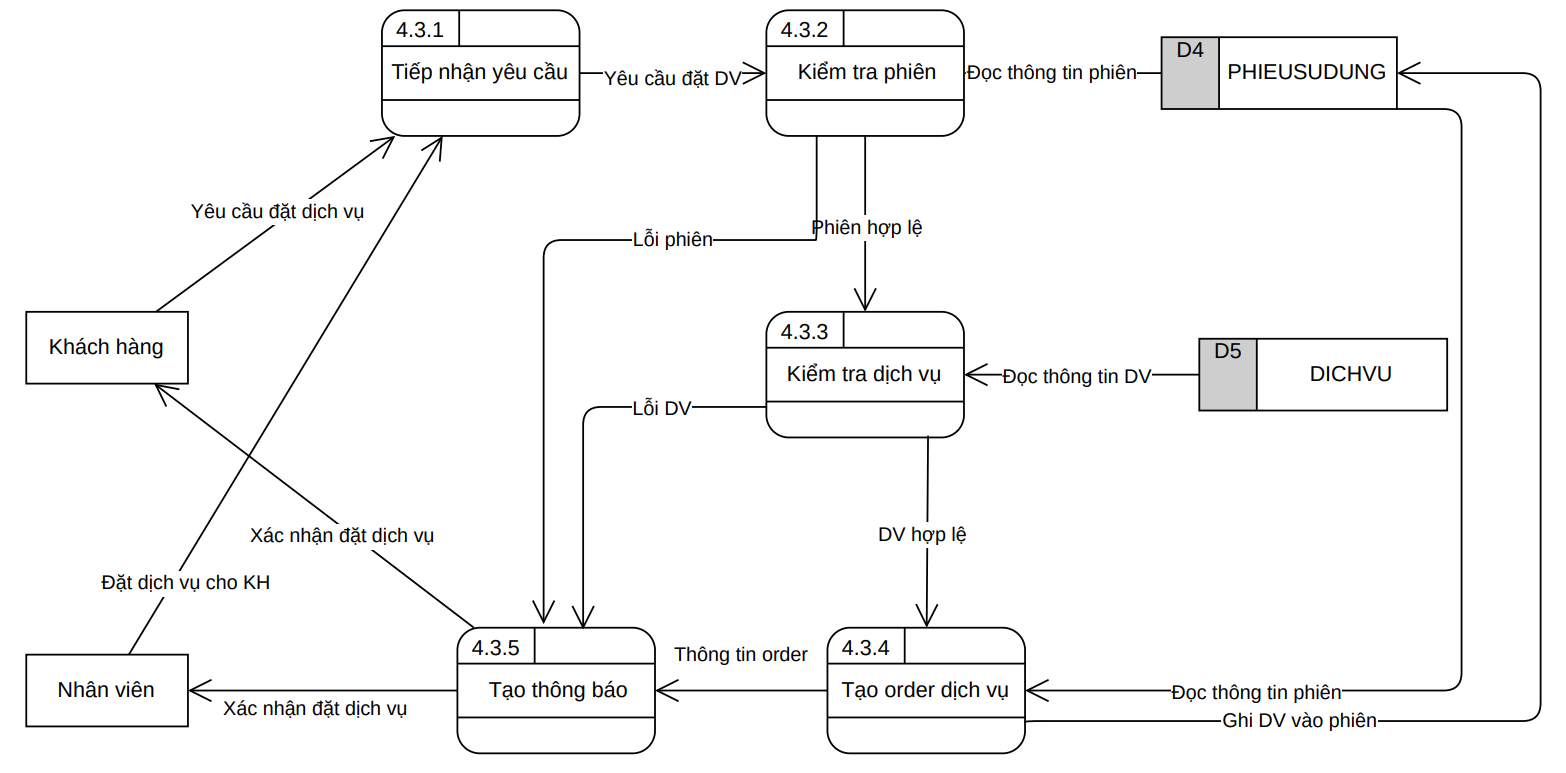 4.3.1
Tiếp nhận yêu cầu
Yêu cầu đặt DV
4.3.2
Kiểm tra phiên
Đọc thông tin phiên
D4
PHIEUSUDUNG
Yêu cầu đặt dịch vụ
Lỗi phiên
Phiên hợp lệ
Khách hàng
4.3.3
Kiểm tra dịch vụ
Đọc thông tin DV
D5
DICHVU
Lỗi DV
Xác nhận đặt dịch vụ
DV hợp lệ
Đặt dịch vụ cho KH
Nhân viên
Xác nhận đặt dịch vụ
4.3.5
Tạo thông báo
Thông tin order
4.3.4
Tạo order dịch vụ
Đọc thông tin phiên
Ghi DV vào phiên